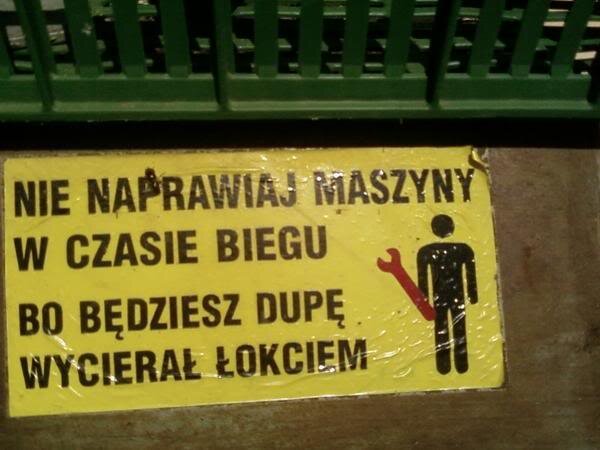 NIE NAPRAWIAJ MASZYNY
W CZASIE BIEGU
BO BĘDZIESZ DUPĘ
WYCIERAŁ ŁOKCIEM